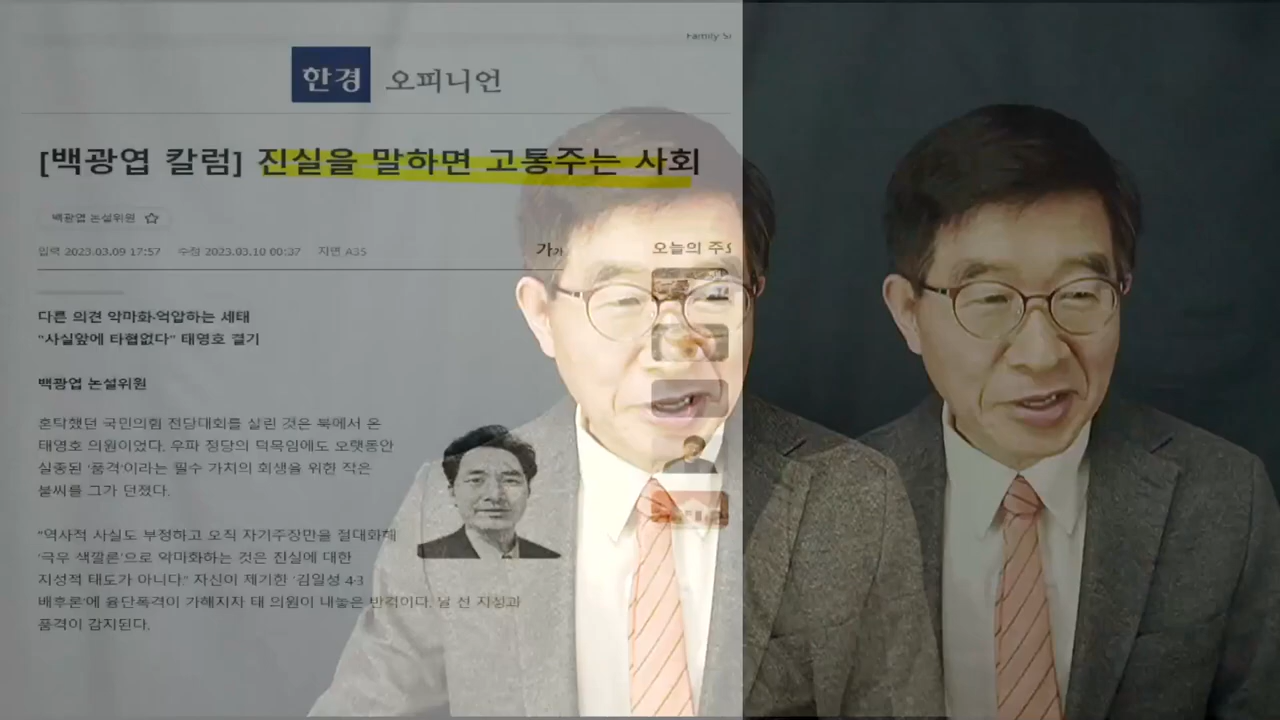 Family Si
한경 오피니언
[백광엽 칼럼] 진실을 말하면 고통주는 사회
백광엽 논설위원
입력 2023.03.09 17:57 수정 2023.03.10 00:37 지면 A35
가가
오늘의 주
다른 의견 악마화·억압하는 세태
"사실앞에 타협없다" 태영호 결기
백광엽 논설위원
혼탁했던 국민의힘 전당대회를 살린 것은 북에서 온
태영호 의원이었다. 우파 정당의 덕목임에도 오랫동안
실종된 '품격'이라는 필수 가치의 회생을 위한 작은
불씨를 그가 던졌다.
"역사적 사실도 부정하고 오직 자기주장만을 절대화해
'극우 색깔론'으로 악마화하는 것은 진실에 대한
지성적 태도가 아니다." 자신이 제기한 '김일성 4·3
배후론'에 융단폭격이 가해지자 태 의원이 내놓은 반격이다. 날 선 지성과
품격이 감지된다.